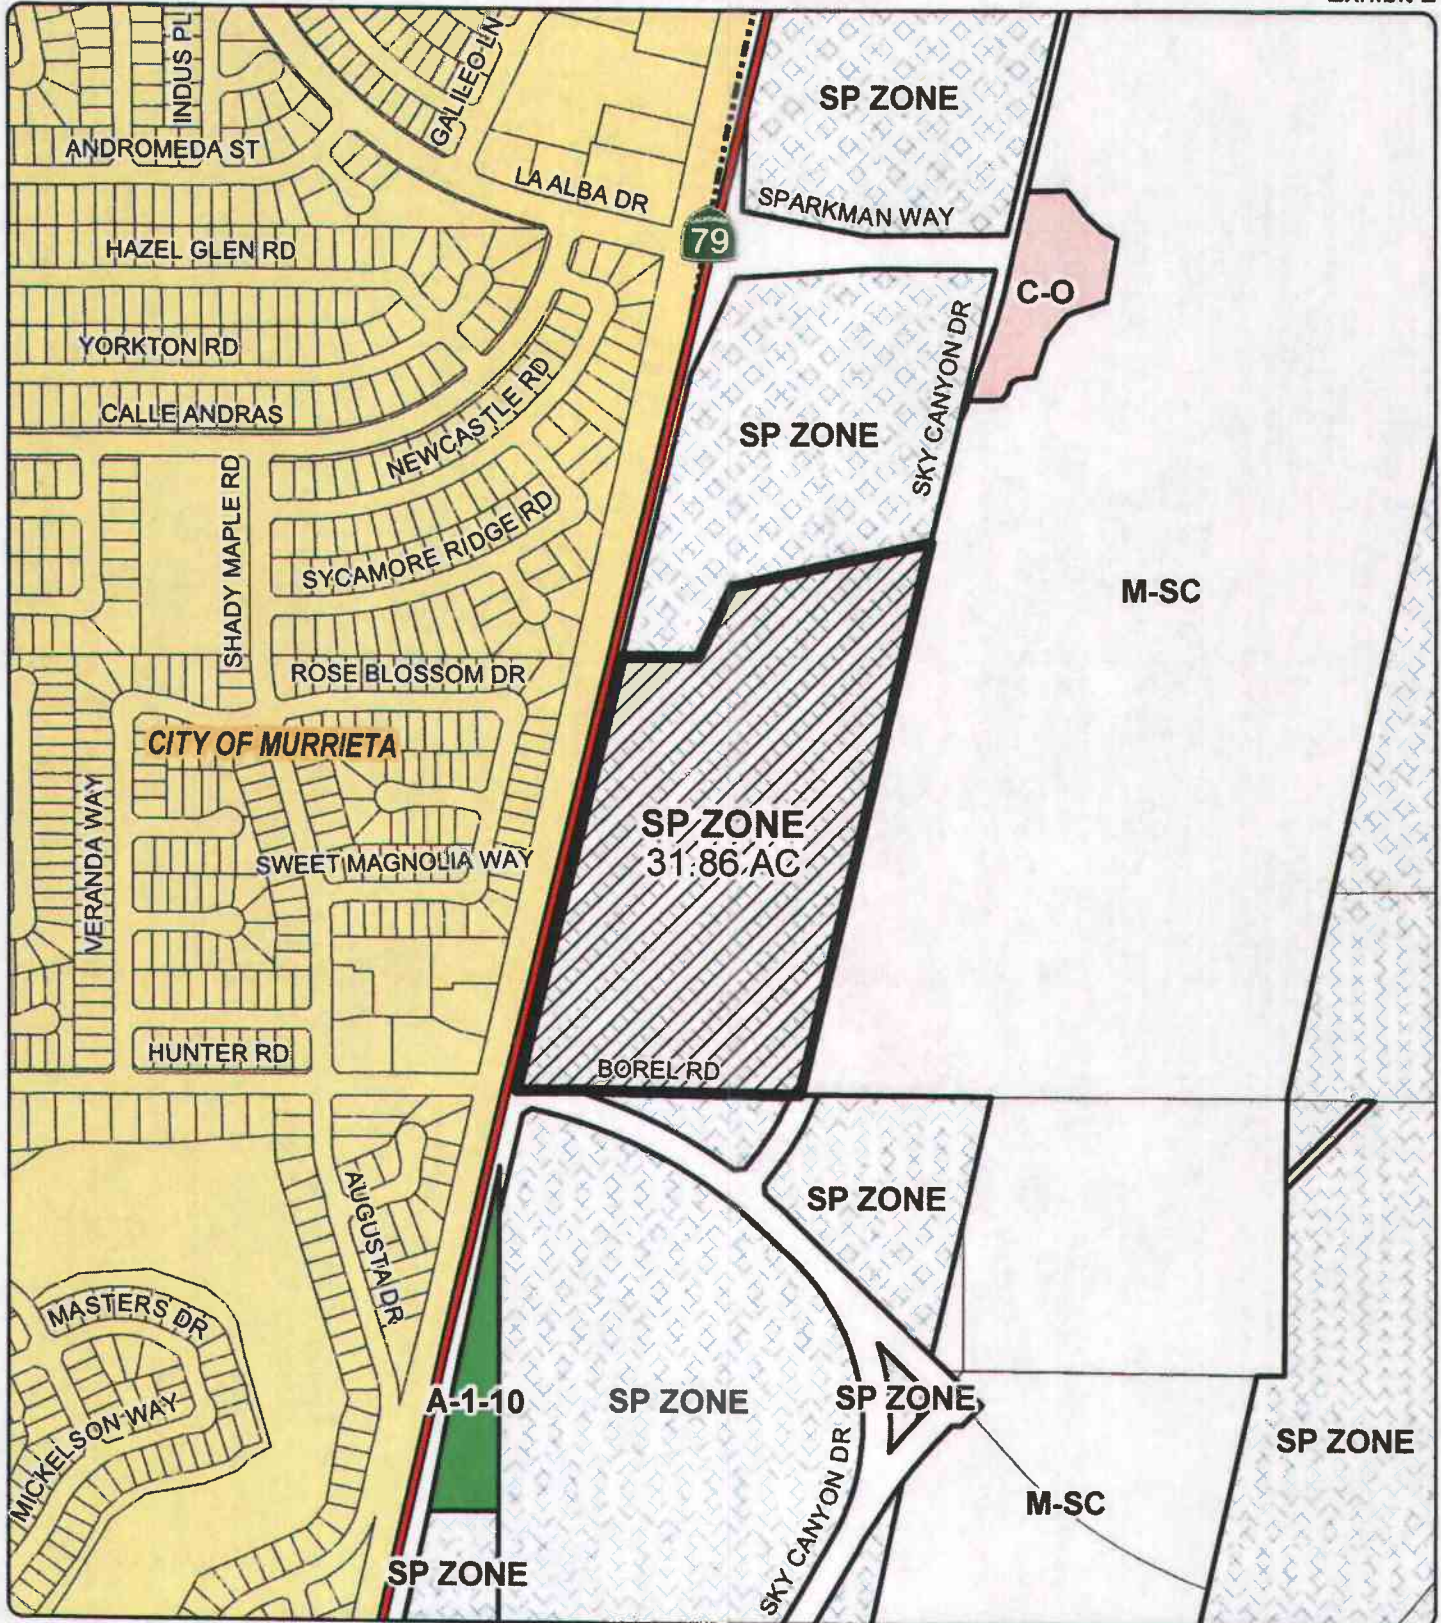 INDUS PL
GALILEO LN
SP ZONE
ANDROMEDA ST
LA ALBA DR
SPARKMAN WAY
79
HAZEL GLEN RD
C-O
YORKTON RD
SKY CANYON DR
CALLE ANDRAS
NEWCASTLE RD
SP ZONE
SHADY MAPLE RD
SYCAMORE RIDGE RD
M-SC
ROSE BLOSSOM DR
CITY OF MURRIETA
VERANDA WAY
SP ZONE
31.86 AC
SWEET MAGNOLIA WAY
HUNTER RD
BOREL RD
SP ZONE
AUGUSTA DR
MASTERS DR
A-1-10
SP ZONE
SP ZONE
MICKELSON WAY
SP ZONE
SKY CANYON DR
M-SC
SP ZONE